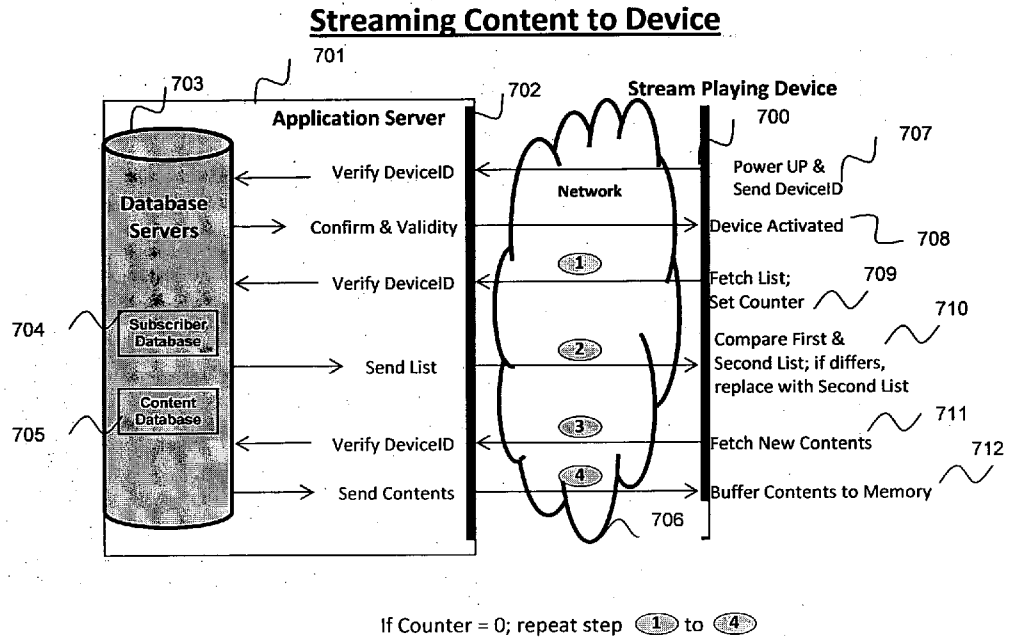 Streaming Content to Device
701
703
702
Stream Playing Device
Application Server
700
707
Verify DeviceID
Power UP &
Send DeviceID
Network
Database
Servers
Confirm & Validity
Device Activated
708
1
Verify DeviceID
Fetch List;
Set Counter
709
704
Subscriber
Database
2
Send List
710
Compare First &
Second List; if differs,
replace with Second List
705
Content
Database
3
Verify DeviceID
711
Fetch New Contents
712
4
Send Contents
Buffer Contents to Memory
706
If Counter = 0; repeat step 1 to 4